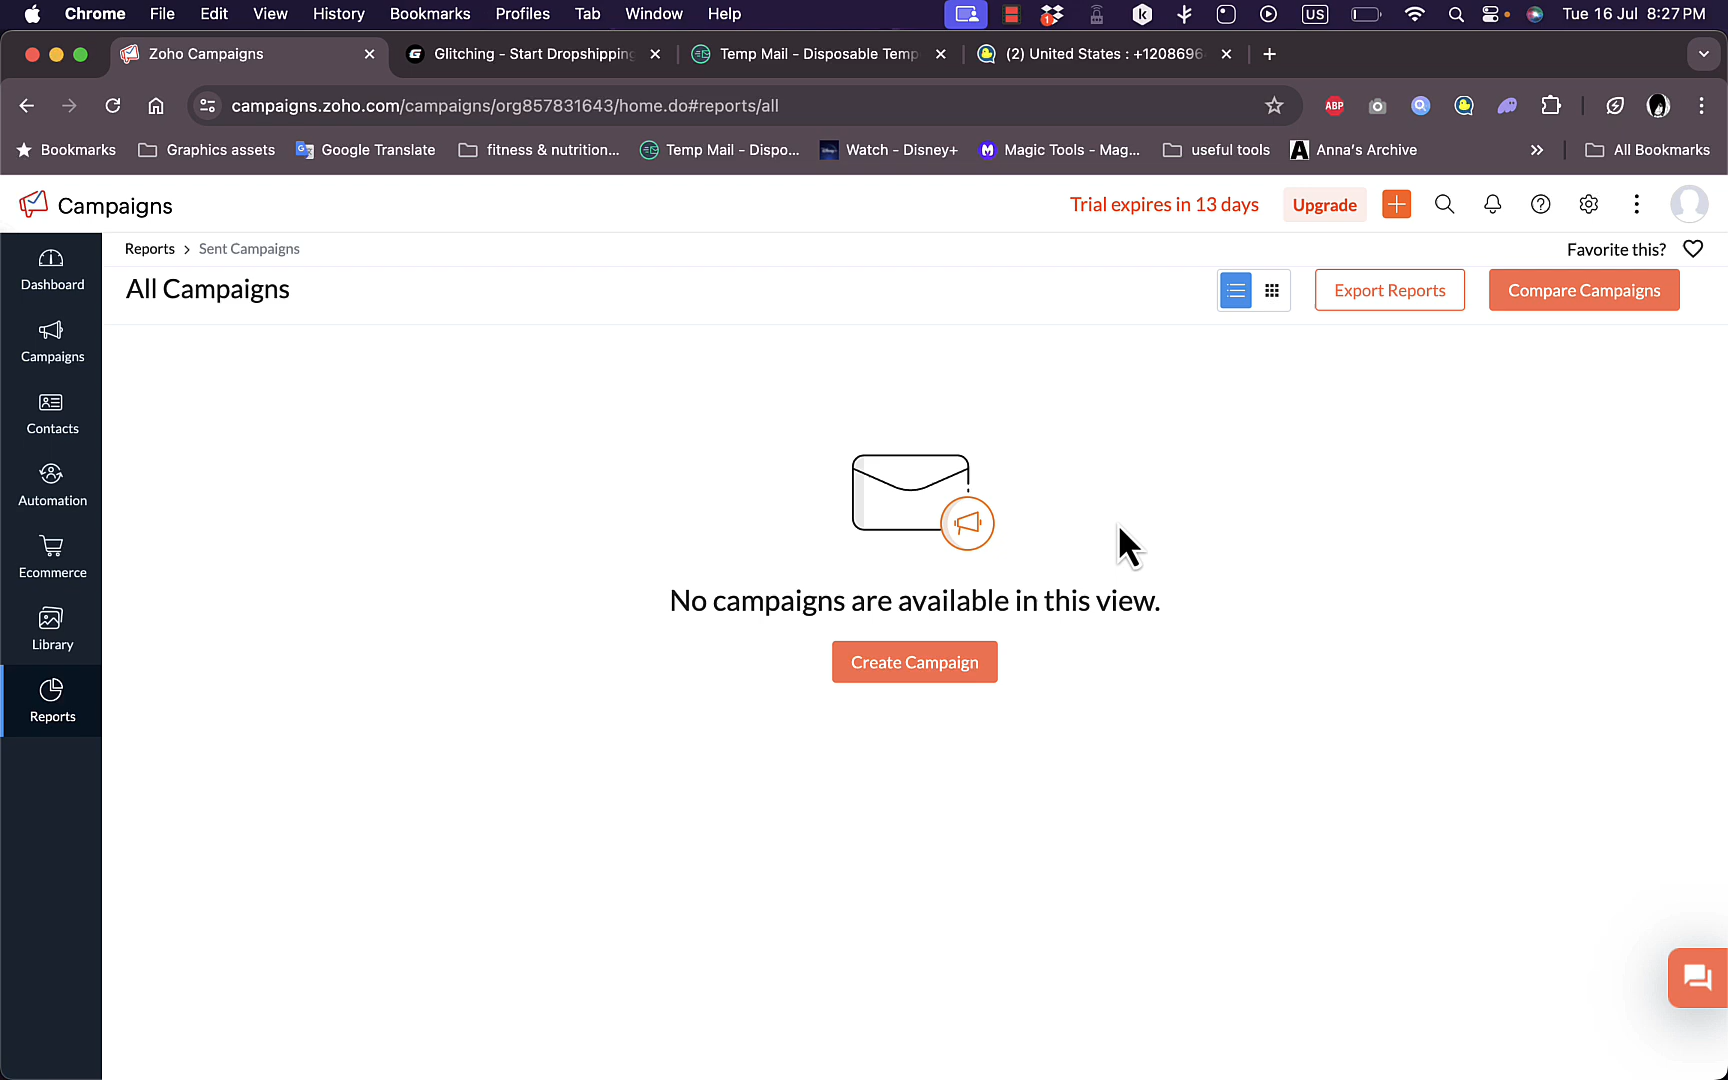 Chrome File Edit View History Bookmarks Profiles Tab Window Help US Tue 16 Jul 8:27 PM
Zoho Campaigns Glitching - Start Dropshipping Temp Mail - Disposable Temp (2) United States : +1208696
campaigns.zoho.com/campaigns/org857831643/home.do#reports/all ABP
Bookmarks Graphics assets Google Translate fitness & nutrition... Temp Mail - Dispo... Watch - Disney+ Magic Tools - Mag... useful tools Anna's Archive » All Bookmarks
Campaigns Trial expires in 13 days Upgrade
Reports > Sent Campaigns Favorite this?
All Campaigns Export Reports Compare Campaigns
Dashboard
Campaigns
Contacts
Automation
Ecommerce
Library
Reports
No campaigns are available in this view.
Create Campaign